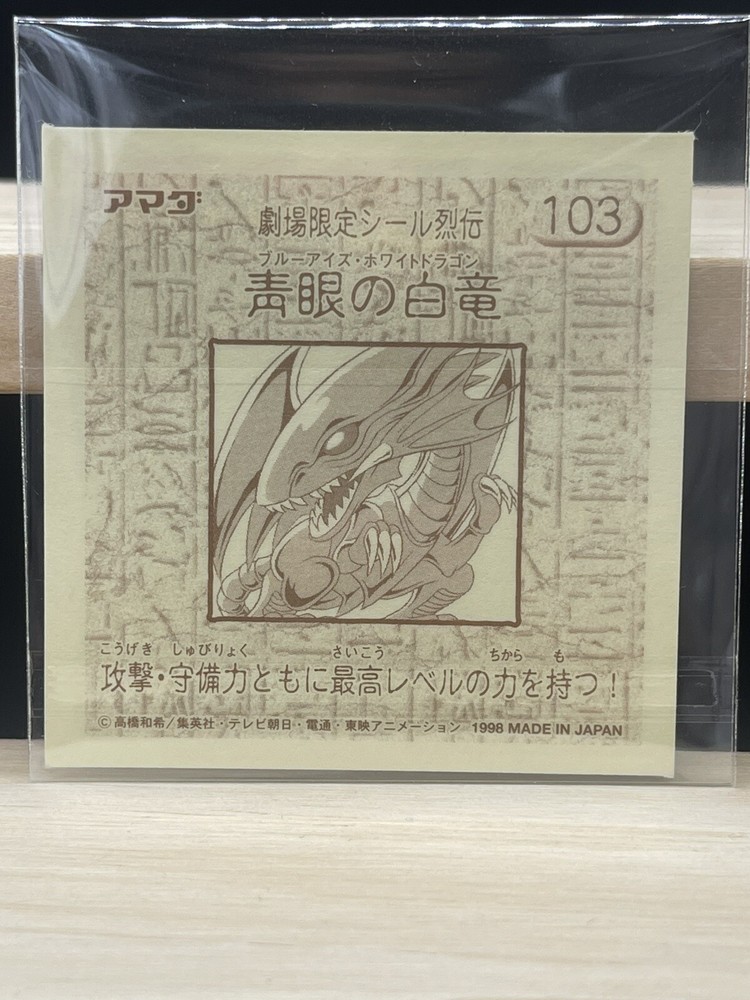 アマダ
劇場限定シール烈伝
103
ブルーアイズ・ホワイトドラゴン
青眼の白竜
こうげき しゅびりょく さいこう ちから も
攻撃・守備力ともに最高レベルの力を持つ！
©高橋和希／集英社・テレビ朝日・電通・東映アニメーション 1998 MADE IN JAPAN